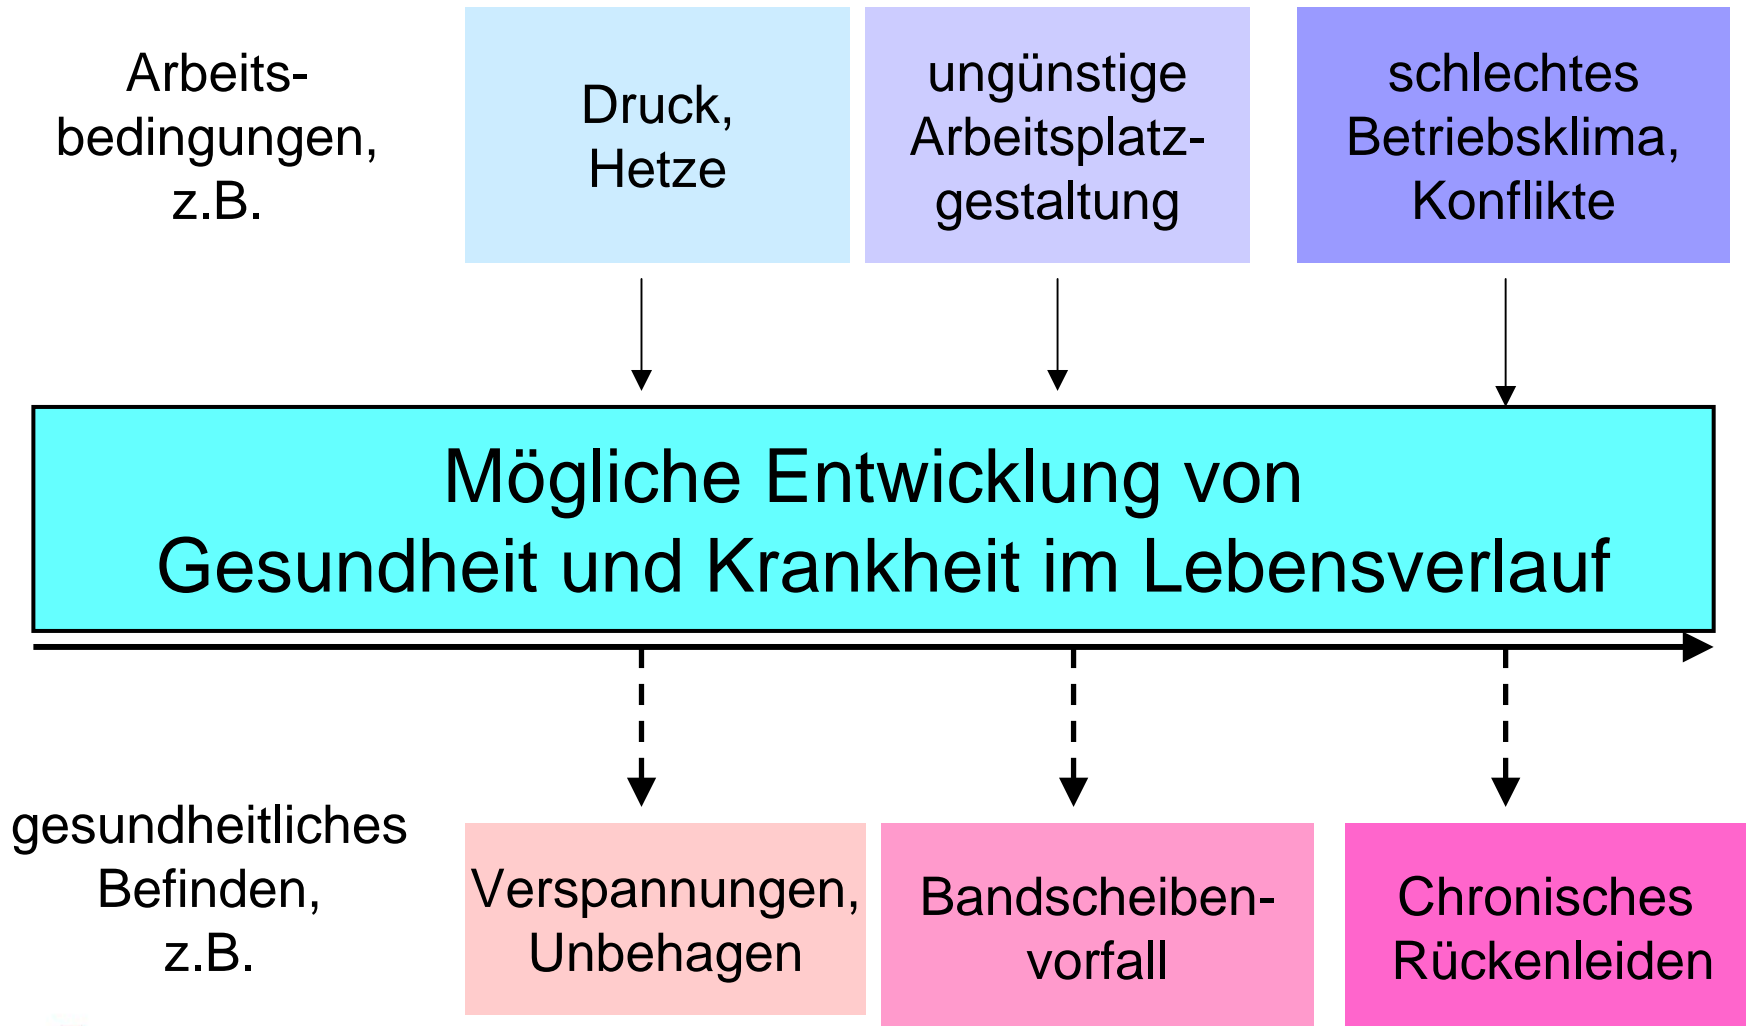 Arbeits-
bedingungen,
z.B.
Druck,
Hetze
ungünstige
Arbeitsplatz-
gestaltung
schlechtes
Betriebsklima,
Konflikte
Mögliche Entwicklung von
Gesundheit und Krankheit im Lebensverlauf
gesundheitliches
Befinden,
z.B.
Verspannungen,
Unbehagen
Bandscheiben-
vorfall
Chronisches
Rückenleiden